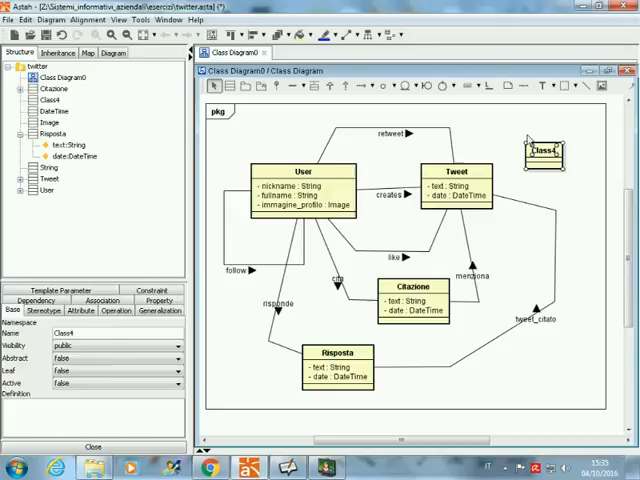 Astah - [Z:\Sistemi_informativi_aziendali\esercizi\twitter.asta] (*)
File Edit Diagram Alignment View Tools Window Help
Structure Inheritance Map Diagram
Class Diagram0
twitter
Class Diagram0
Citazione
Class4
DateTime
Image
Risposta
text:String
date:DateTime
String
Tweet
User
Class Diagram0 / Class Diagram
pkg
retweet
Class4
User
- nickname : String
- fullname : String
- immagine_profilo : Image
Tweet
- text : String
- date : DateTime
creates
like
follow
cita
menziona
Citazione
- text : String
- date : DateTime
risponde
tweet_citato
Risposta
- text : String
- date : DateTime
Template Parameter Constraint
Dependency Association Property
Base Stereotype Attribute Operation Generalization
Namespace
Name Class4
Visibility public
Abstract false
Leaf false
Active false
Definition
Close
IT
15:35
04/10/2016